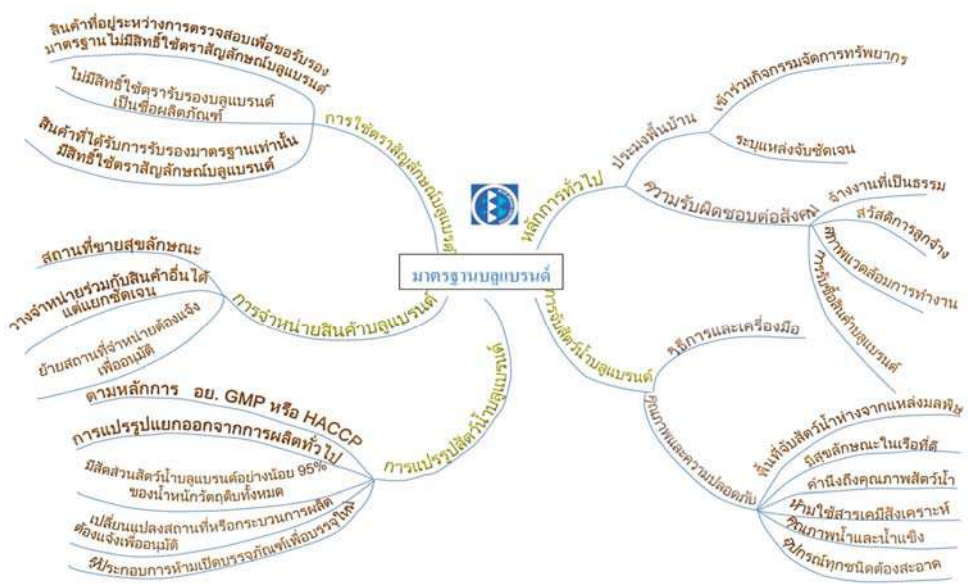 มาตรฐานบลูแบรนด์
หลักการทั่วไป
ประมงพื้นบ้าน
เข้าร่วมกิจกรรมจัดการทรัพยากร
ระบุแหล่งจับชัดเจน
ความรับผิดชอบต่อสังคม
จ้างงานที่เป็นธรรม
สวัสดิการลูกจ้าง
สภาพแวดล้อมการทำงาน
การรับซื้อสินค้าบลูแบรนด์
การจับสัตว์น้ำบลูแบรนด์
วิธีการและเครื่องมือ
คุณภาพและความปลอดภัย
พื้นที่จับสัตว์น้ำห่างจากแหล่งมลพิษ
มีสุขลักษณะในเรือที่ดี
คำนึงถึงคุณภาพสัตว์น้ำ
ห้ามใช้สารเคมีสังเคราะห์
คุณภาพน้ำและน้ำแข็ง
อุปกรณ์ทุกชนิดต้องสะอาด
การแปรรูปสัตว์น้ำบลูแบรนด์
ตามหลักการ อย. GMP หรือ HACCP
การแปรรูปแยกออกจากการผลิตทั่วไป
มีสัดส่วนสัตว์น้ำบลูแบรนด์อย่างน้อย 95%
ของน้ำหนักวัตถุดิบทั้งหมด
เปลี่ยนแปลงสถานที่หรือกระบวนการผลิต
ต้องแจ้งเพื่ออนุมัติ
ผู้ประกอบการห้ามเปิดบรรจุภัณฑ์เพื่อบรรจุใหม่
การจำหน่ายสินค้าบลูแบรนด์
สถานที่ขายสุขลักษณะ
วางจำหน่ายร่วมกับสินค้าอื่นได้
แต่แยกชัดเจน
ย้ายสถานที่จำหน่ายต้องแจ้ง
เพื่ออนุมัติ
การใช้ตราสัญลักษณ์บลูแบรนด์
สินค้าที่อยู่ระหว่างการตรวจสอบเพื่อขอรับรอง
มาตรฐานไม่มีสิทธิ์ใช้ตราสัญลักษณ์บลูแบรนด์
ไม่มีสิทธิ์ใช้ตรารับรองบลูแบรนด์
เป็นชื่อผลิตภัณฑ์
สินค้าที่ได้รับการรับรองมาตรฐานเท่านั้น
มีสิทธิ์ใช้ตราสัญลักษณ์บลูแบรนด์